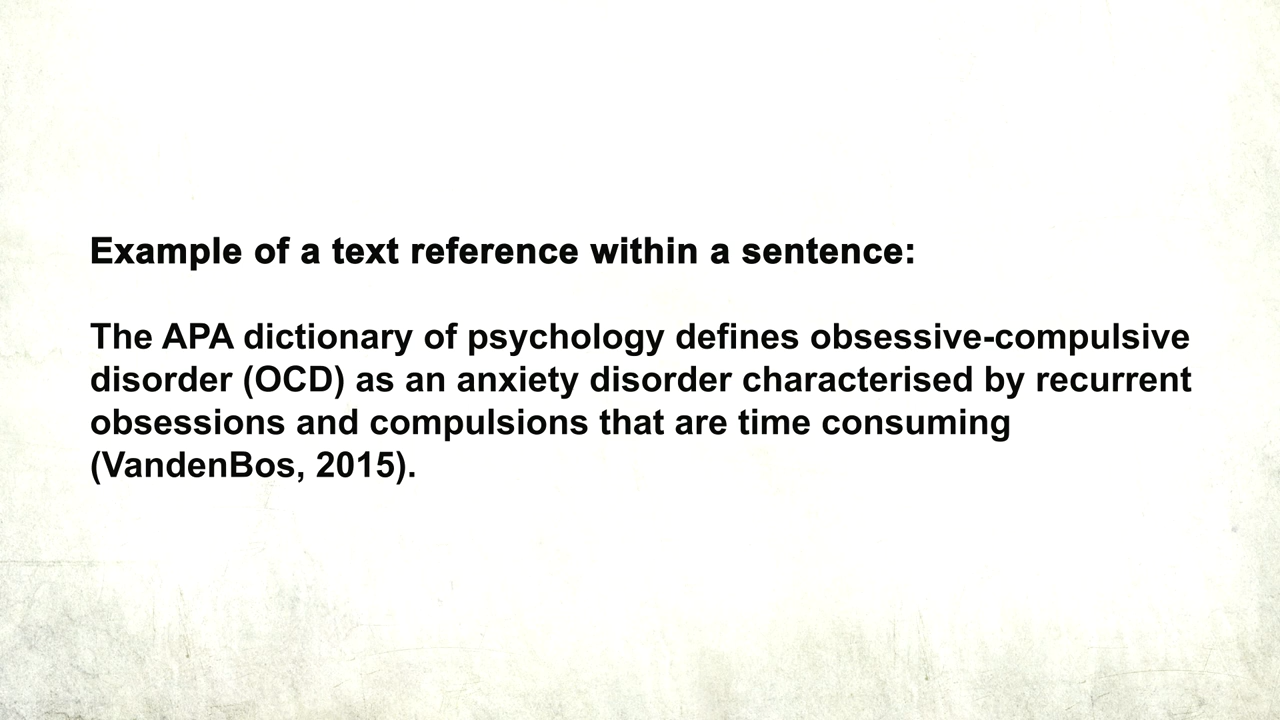 Example of a text reference within a sentence:
The APA dictionary of psychology defines obsessive-compulsive
disorder (OCD) as an anxiety disorder characterised by recurrent
obsessions and compulsions that are time consuming
(VandenBos, 2015).